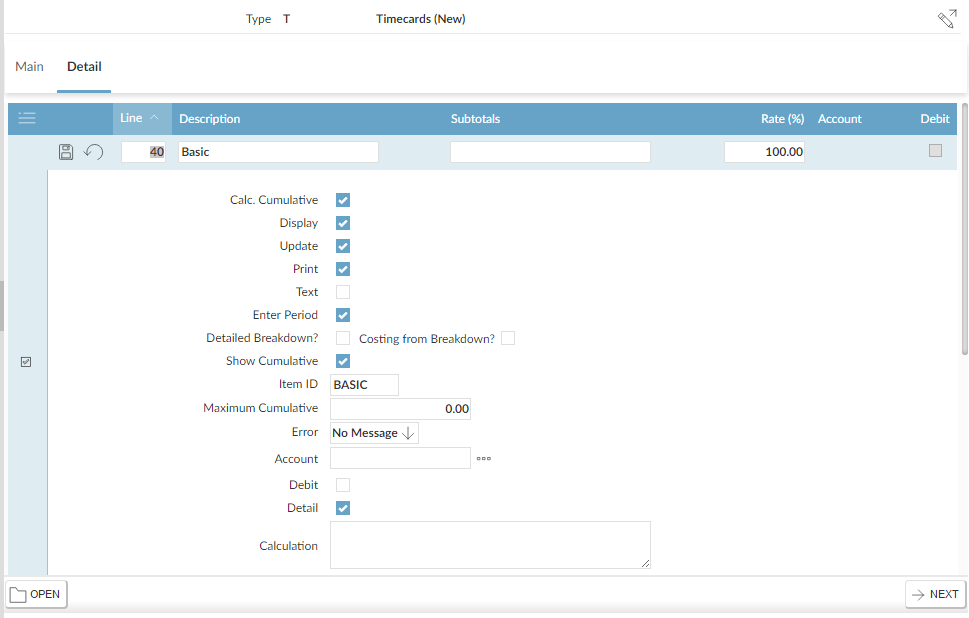 Type T Timecards (New)
Main Detail
Line Description Subtotals Rate (%) Account Debit
40 Basic 100.00
Calc. Cumulative
Display
Update
Print
Text
Enter Period
Detailed Breakdown? Costing from Breakdown?
Show Cumulative
Item ID BASIC
Maximum Cumulative 0.00
Error No Message
Account
Debit
Detail
Calculation
OPEN NEXT